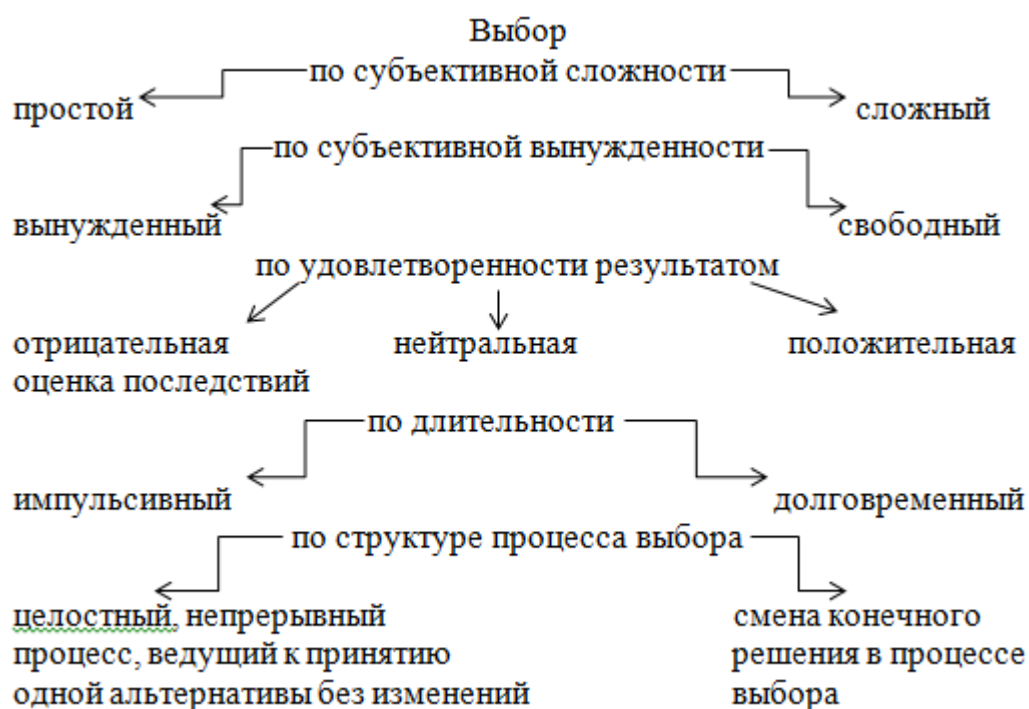 Выбор
по субъективной сложности
простой сложный
по субъективной вынужденности
вынужденный свободный
по удовлетворенности результатом
отрицательная нейтральная положительная
оценка последствий
по длительности
импульсивный долговременный
по структуре процесса выбора
целостный, непрерывный смена конечного
процесс, ведущий к принятию решения в процессе
одной альтернативы без изменений выбора